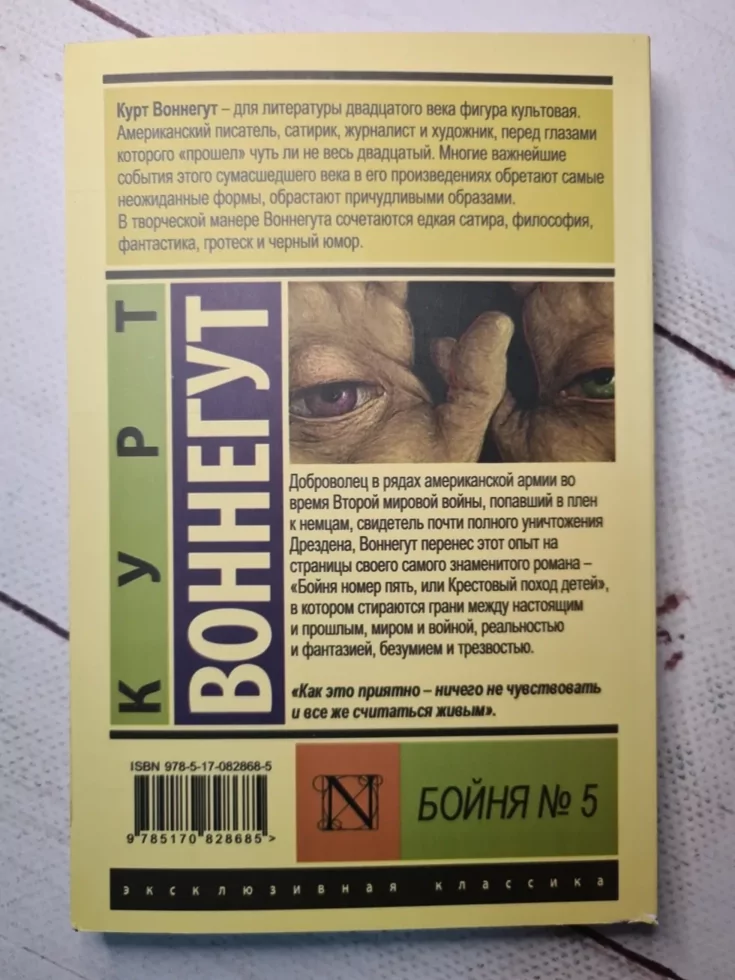 Курт Воннегут – для литературы двадцатого века фигура культовая.
Американский писатель, сатирик, журналист и художник, перед глазами
которого «прошел» чуть ли не весь двадцатый. Многие важнейшие
события этого сумасшедшего века в его произведениях обретают самые
неожиданные формы, обрастают причудливыми образами.
В творческой манере Воннегута сочетаются едкая сатира, философия,
фантастика, гротеск и черный юмор.
КУРТ
ВОННЕГУТ
Доброволец в рядах американской армии во
время Второй мировой войны, попавший в плен
к немцам, свидетель почти полного уничтожения
Дрездена, Воннегут перенес этот опыт на
страницы своего самого знаменитого романа –
«Бойня номер пять, или Крестовый поход детей»,
в котором стираются грани между настоящим
и прошлым, миром и войной, реальностью
и фантазией, безумием и трезвостью.
«Как это приятно – ничего не чувствовать
и все же считаться живым».
ISBN 978-5-17-082868-5
9 785170 828685 >
N
БОЙНЯ № 5
эксклюзивная классика